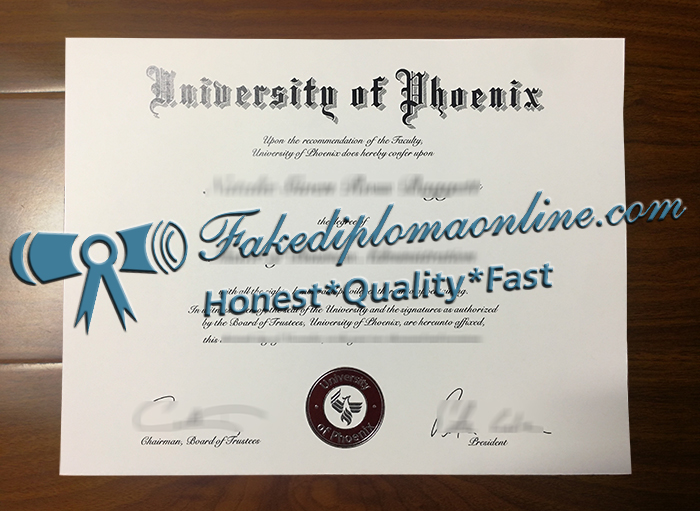 University of Phoenix
Upon the recommendation of the Faculty,
University of Phoenix does hereby confer upon
the degree of
Fakediplomaonline.com
Honest*Quality*Fast
In the seal of the University and the signatures as authorized
by the Board of Trustees, University of Phoenix, are hereunto affixed,
this
University
of Phoenix
Chairman, Board of Trustees
President